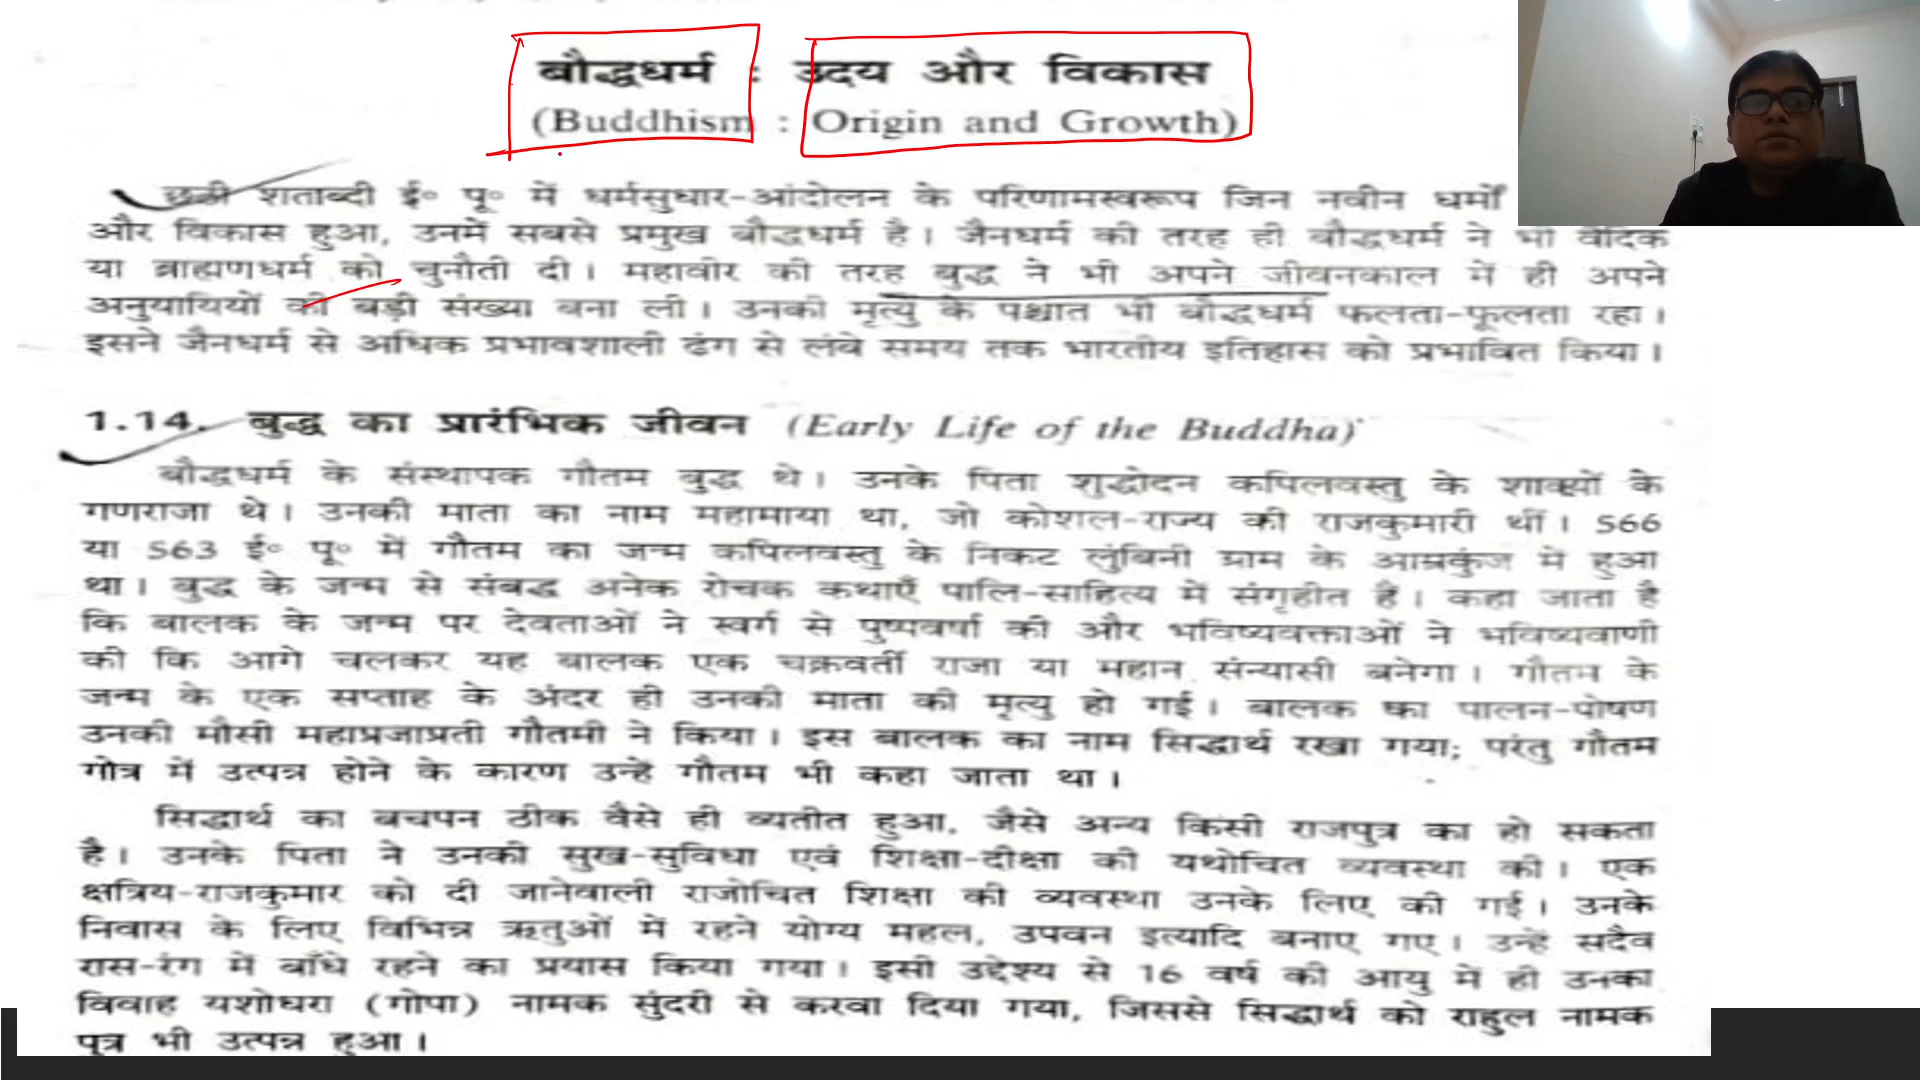 बौद्धधर्म : उदय और विकास
(Buddhism : Origin and Growth)
छठी शताब्दी ई॰ पू॰ में धर्मसुधार-आंदोलन के परिणामस्वरूप जिन नवीन धर्मों
और विकास हुआ, उनमें सबसे प्रमुख बौद्धधर्म है। जैनधर्म की तरह ही बौद्धधर्म ने भी वैदिक
या ब्राह्मणधर्म को चुनौती दी। महावीर की तरह बुद्ध ने भी अपने जीवनकाल में ही अपने
अनुयायियों की बड़ी संख्या बना ली। उनकी मृत्यु के पश्चात भी बौद्धधर्म फलता-फूलता रहा।
इसने जैनधर्म से अधिक प्रभावशाली ढंग से लंबे समय तक भारतीय इतिहास को प्रभावित किया।
1.14. बुद्ध का प्रारंभिक जीवन (Early Life of the Buddha)
बौद्धधर्म के संस्थापक गौतम बुद्ध थे। उनके पिता शुद्धोदन कपिलवस्तु के शाक्यों के
गणराजा थे। उनकी माता का नाम महामाया था, जो कोशल-राज्य की राजकुमारी थीं। 566
या 563 ई॰ पू॰ में गौतम का जन्म कपिलवस्तु के निकट लुंबिनी ग्राम के आम्रकुंज में हुआ
था। बुद्ध के जन्म से संबद्ध अनेक रोचक कथाएँ पालि-साहित्य में संगृहीत हैं। कहा जाता है
कि बालक के जन्म पर देवताओं ने स्वर्ग से पुष्पवर्षा की और भविष्यवक्ताओं ने भविष्यवाणी
की कि आगे चलकर यह बालक एक चक्रवर्ती राजा या महान संन्यासी बनेगा। गौतम के
जन्म के एक सप्ताह के अंदर ही उनकी माता की मृत्यु हो गई। बालक का पालन-पोषण
उनकी मौसी महाप्रजाप्रती गौतमी ने किया। इस बालक का नाम सिद्धार्थ रखा गया; परंतु गौतम
गोत्र में उत्पन्न होने के कारण उन्हें गौतम भी कहा जाता था।
सिद्धार्थ का बचपन ठीक वैसे ही व्यतीत हुआ, जैसे अन्य किसी राजपुत्र का हो सकता
है। उनके पिता ने उनकी सुख-सुविधा एवं शिक्षा-दीक्षा की यथोचित व्यवस्था की। एक
क्षत्रिय-राजकुमार को दी जानेवाली राजोचित शिक्षा की व्यवस्था उनके लिए की गई। उनके
निवास के लिए विभिन्न ऋतुओं में रहने योग्य महल, उपवन इत्यादि बनाए गए। उन्हें सदैव
रास-रंग में बाँधे रहने का प्रयास किया गया। इसी उद्देश्य से 16 वर्ष की आयु में ही उनका
विवाह यशोधरा (गोपा) नामक सुंदरी से करवा दिया गया, जिससे सिद्धार्थ को राहुल नामक
पुत्र भी उत्पन्न हुआ।